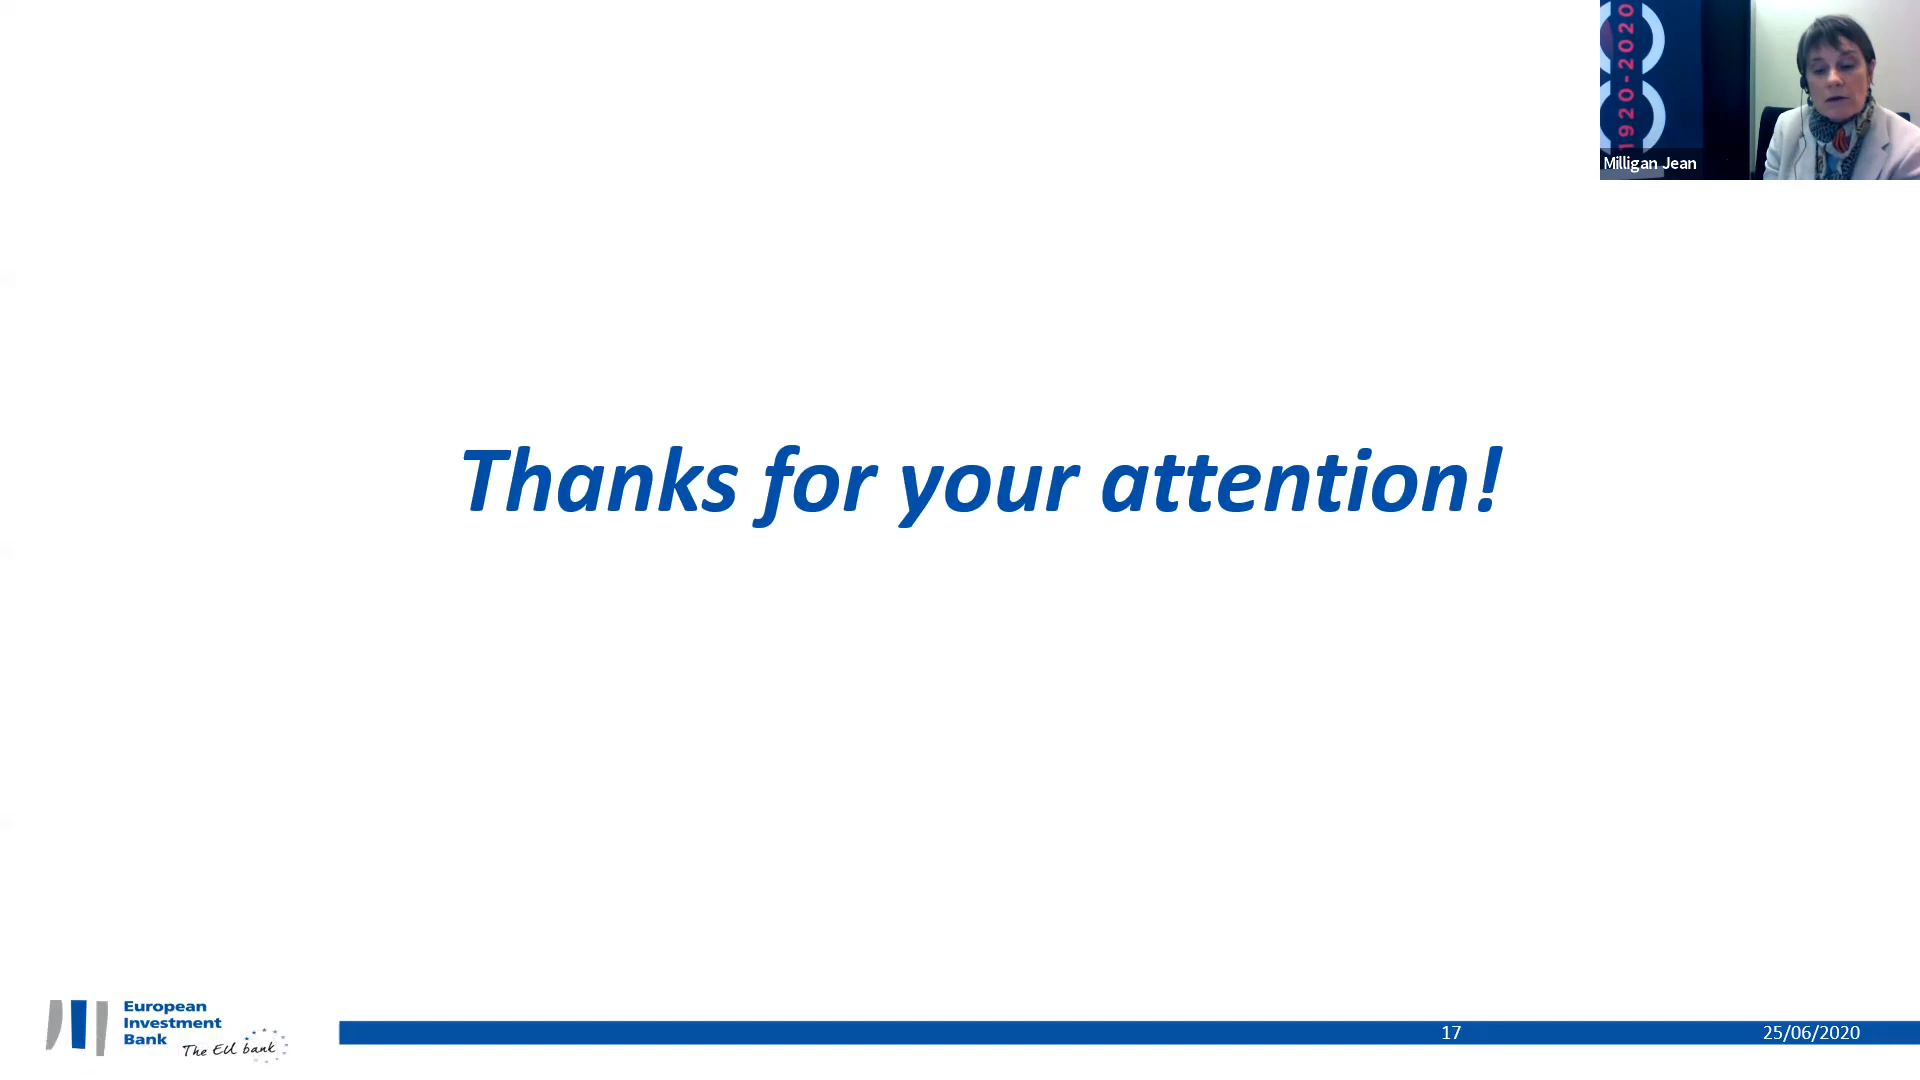 1920-2020
Milligan Jean
Thanks for your attention!
European
Investment
Bank
The EU bank
17
25/06/2020